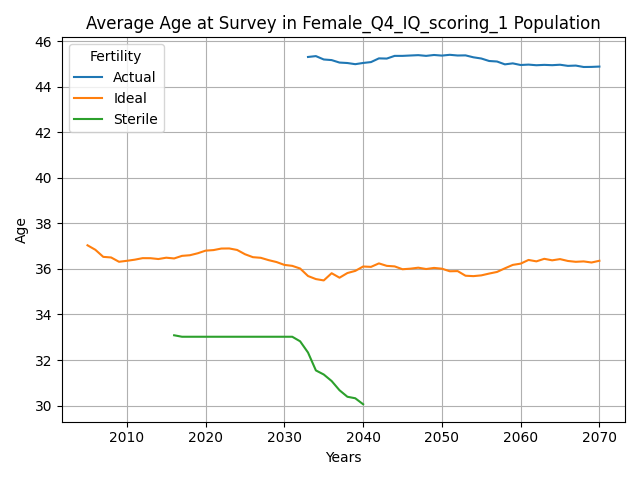 Average Age at Survey in Female_Q4_IQ_scoring_1 Population
Fertility
Actual
Ideal
Sterile
Age
46
44
42
40
38
36
34
32
30
2010
2020
2030
2040
2050
2060
2070
Years